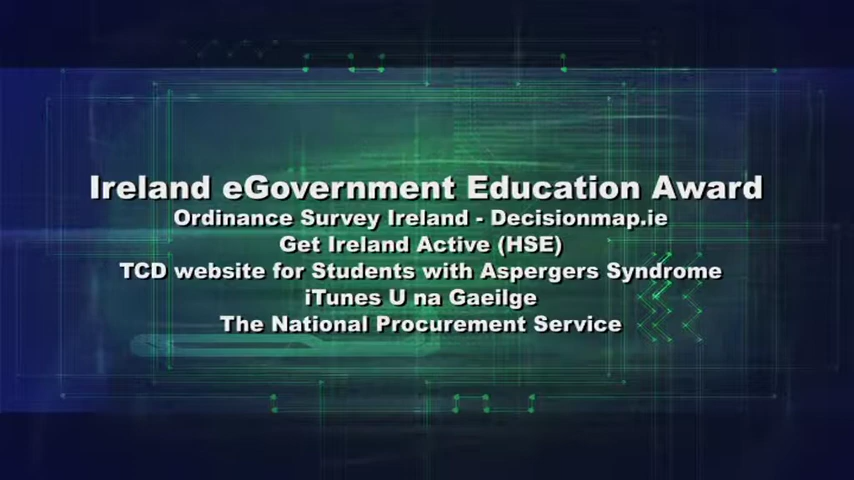 Ireland eGovernment Education Award
Ordinance Survey Ireland - Decisionmap.ie
Get Ireland Active (HSE)
TCD website for Students with Aspergers Syndrome
iTunes U na Gaeilge
The National Procurement Service